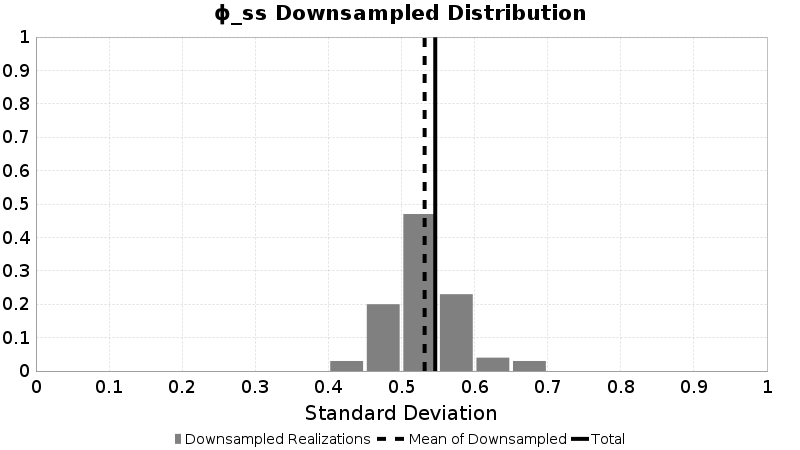 ϕ_ss Downsampled Distribution
1
0.9
0.8
0.7
0.6
0.5
0.4
0.3
0.2
0.1
0
0 0.1 0.2 0.3 0.4 0.5 0.6 0.7 0.8 0.9 1
Standard Deviation
Downsampled Realizations Mean of Downsampled Total